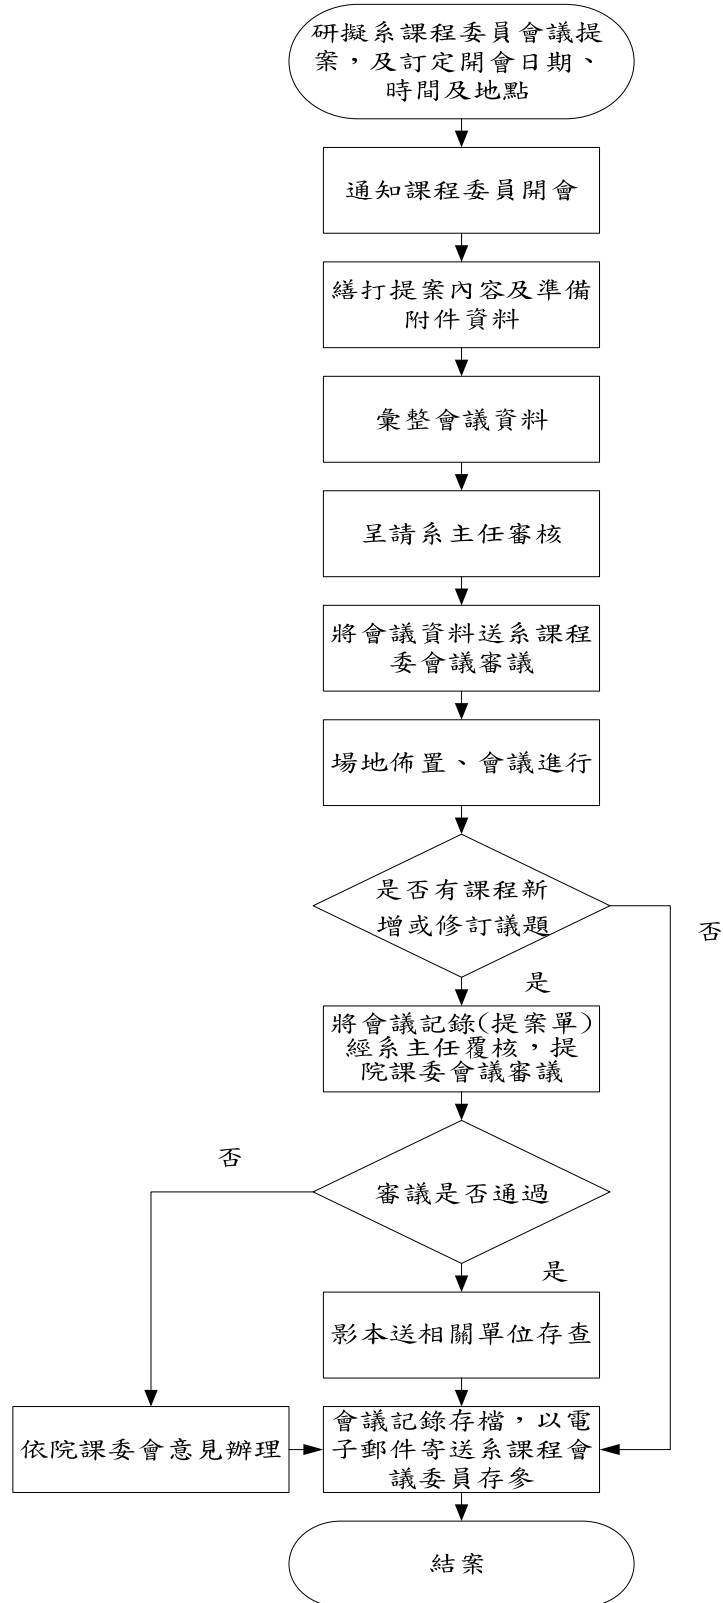 研擬系課程委員會議提
案，及訂定開會日期、
時間及地點
通知課程委員開會
繕打提案內容及準備
附件資料
彙整會議資料
呈請系主任審核
將會議資料送系課程
委會議審議
場地佈置、會議進行
是否有課程新
增或修訂議題
否
是
將會議記錄(提案單)
經系主任覆核，提
院課委會議審議
否
審議是否通過
是
影本送相關單位存查
依院課委會意見辦理
會議記錄存檔，以電
子郵件寄送系課程會
議委員存參
結案